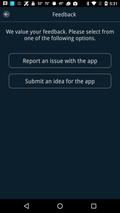 5:31
Feedback
We value your feedback. Please select from
one of the following options.
Report an issue with the app
Submit an idea for the app